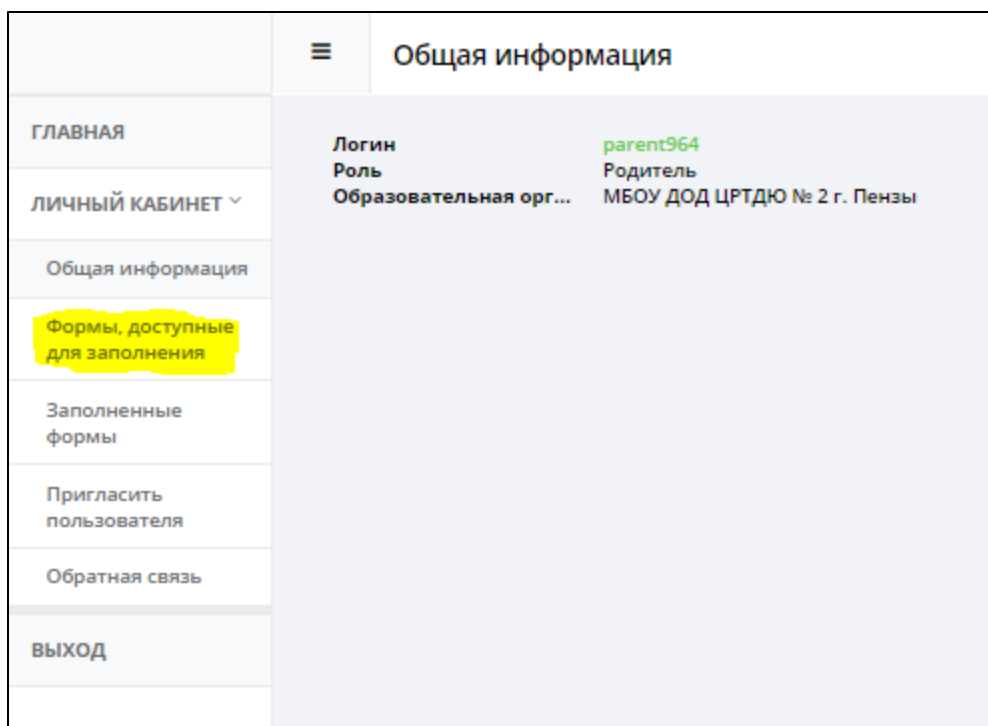 Общая информация
ГЛАВНАЯ
ЛИЧНЫЙ КАБИНЕТ
Общая информация
Формы, доступные
для заполнения
Заполненные
формы
Пригласить
пользователя
Обратная связь
ВЫХОД
Логин parent964
Роль Родитель
Образовательная орг... МБОУ ДОД ЦРТДЮ № 2 г. Пензы